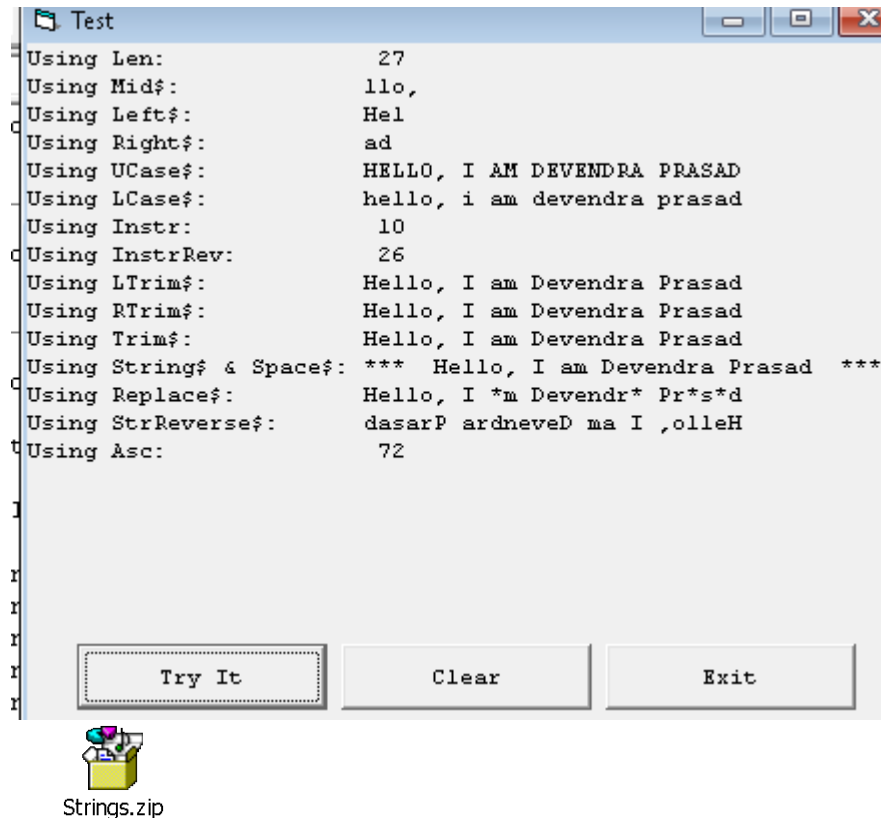 Test
Using Len: 27
Using Mid$: llo,
Using Left$: Hel
Using Right$: ad
Using UCase$: HELLO, I AM DEVENDRA PRASAD
Using LCase$: hello, i am devendra prasad
Using Instr: 10
Using InstrRev: 26
Using LTrim$: Hello, I am Devendra Prasad
Using RTrim$: Hello, I am Devendra Prasad
Using Trim$: Hello, I am Devendra Prasad
Using String$ & Space$: ***  Hello, I am Devendra Prasad  ***
Using Replace$: Hello, I *m Devendr* Pr*s*d
Using StrReverse$: dasarP ardneveD ma I ,olleH
Using Asc: 72
Try It Clear Exit
Strings.zip